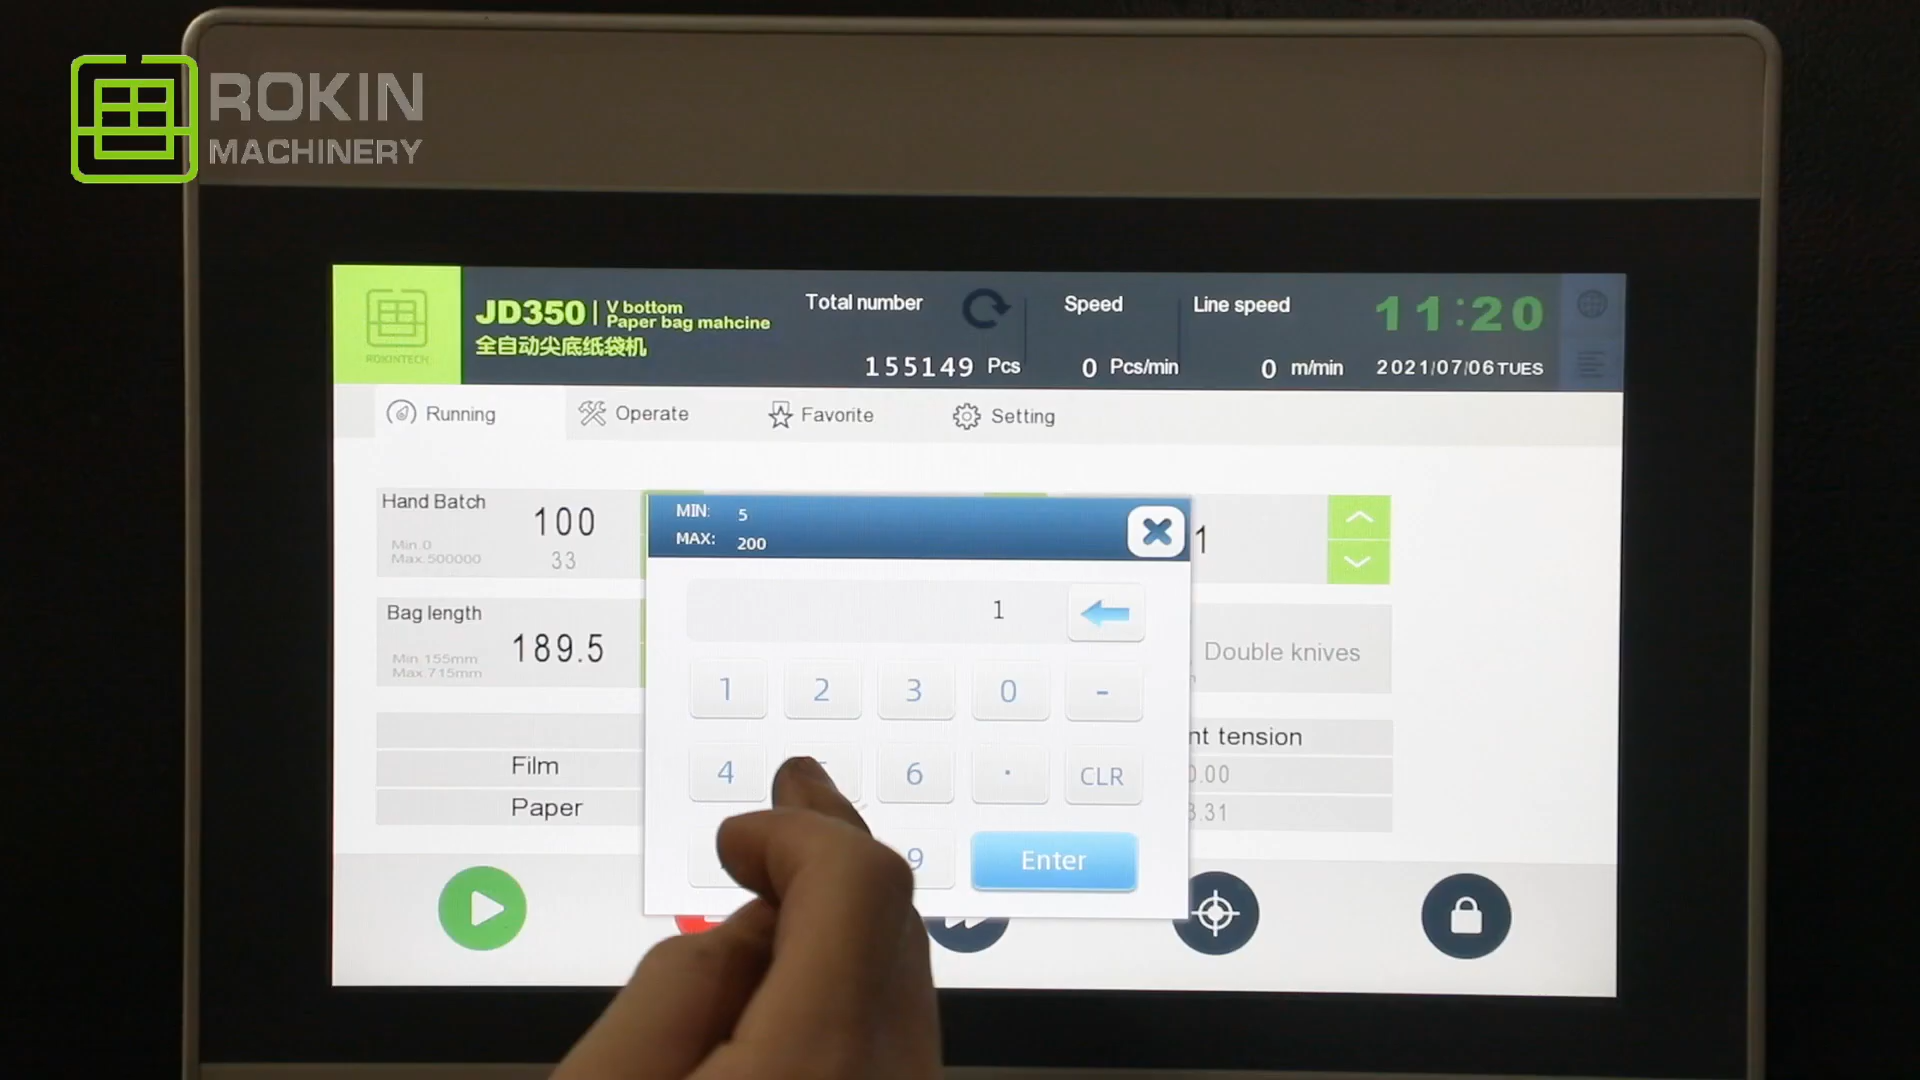 ROKIN
MACHINERY
ROKINTECH
JD350 | V bottom
Paper bag mahcine
全自动尖底纸袋机
Total number
155149 Pcs
Speed
0 Pcs/min
Line speed
0 m/min
11:20
2021/07/06 TUES
Running
Operate
Favorite
Setting
Hand Batch
100
Min:0
Max:500000
33
MIN: 5
MAX: 200
1
1
Bag length
189.5
Min:155mm
Max:715mm
1 2 3 0 -
Double knives
4 6 . CLR
nt tension
Film
Paper
9 Enter